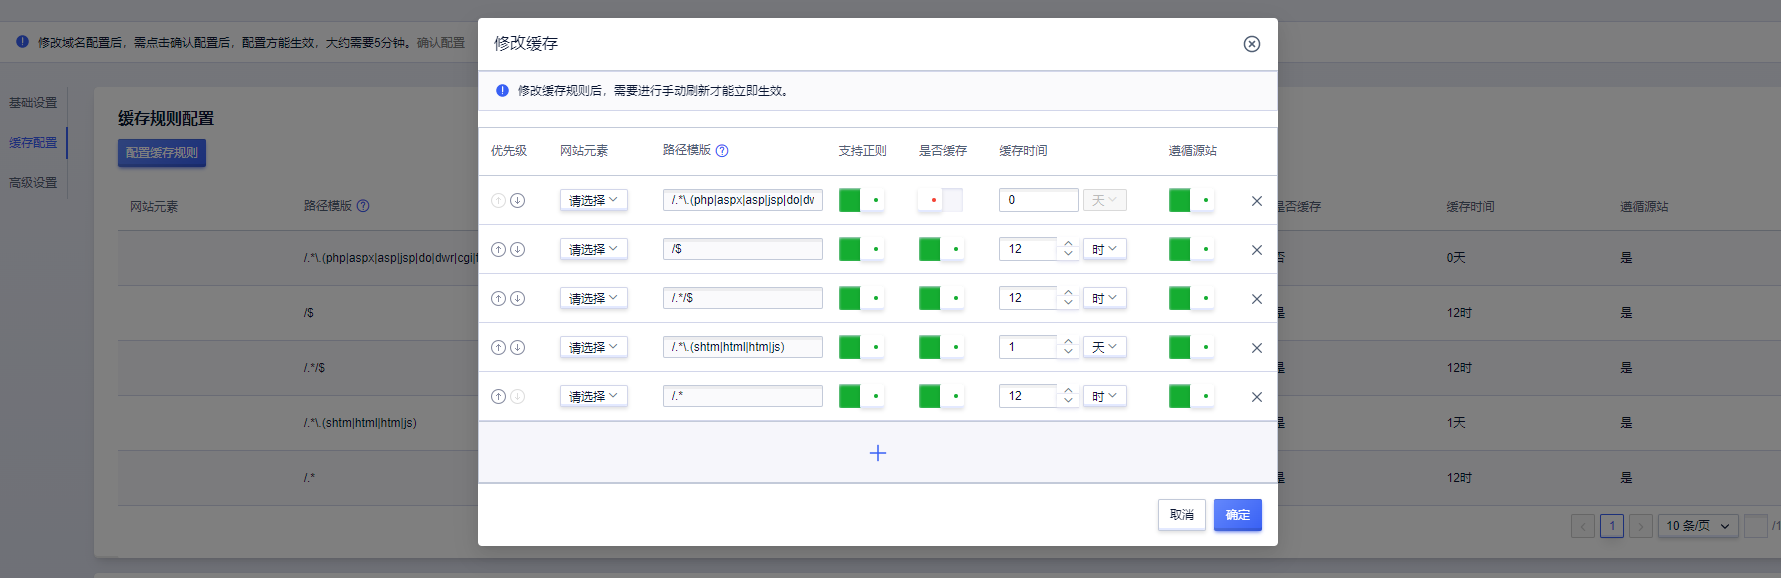 修改域名配置后，需点击确认配置后，配置方能生效，大约需要5分钟。确认配置
基础设置
缓存配置
高级设置
缓存规则配置
配置缓存规则
网站元素 路径模版 是否缓存 缓存时间 遵循源站
/.*\.(php|aspx|asp|jsp|do|dwr|cgi| 否 0天 是
/$ 是 12时 是
/.*/$ 是 12时 是
/.*\.(shtm|html|htm|js) 是 1天 是
/.* 是 12时 是
1 10 条/页 /1
修改缓存
修改缓存规则后，需要进行手动刷新才能立即生效。
优先级 网站元素 路径模版 支持正则 是否缓存 缓存时间 遵循源站
请选择 /.*\.(php|aspx|asp|jsp|do|dw 0 天
请选择 /$ 12 时
请选择 /.*/$ 12 时
请选择 /.*\.(shtm|html|htm|js) 1 天
请选择 /.* 12 时
取消 确定